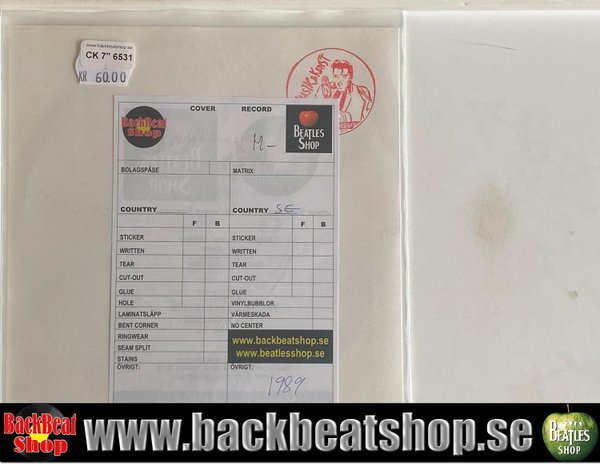 www.backbeatshop.se
CK 7" 6531
KR 60.00
MUSIKAKUT
COVER RECORD
BackBeat
Shop
M-
BEATLES
SHOP
BOLAGSPÅSE MATRIX:
COUNTRY COUNTRY SE
F B F B
STICKER STICKER
WRITTEN WRITTEN
TEAR TEAR
CUT-OUT CUT-OUT
GLUE GLUE
HOLE VINYLBUBBLOR
LAMINATSLÄPP VÄRMESKADA
BENT CORNER NO CENTER
RINGWEAR
SEAM SPLIT
STAINS
www.backbeatshop.se
www.beatlesshop.se
ÖVRIGT: ÖVRIGT:
1989
BackBeat
Shop
www.backbeatshop.se
BEATLES
SHOP